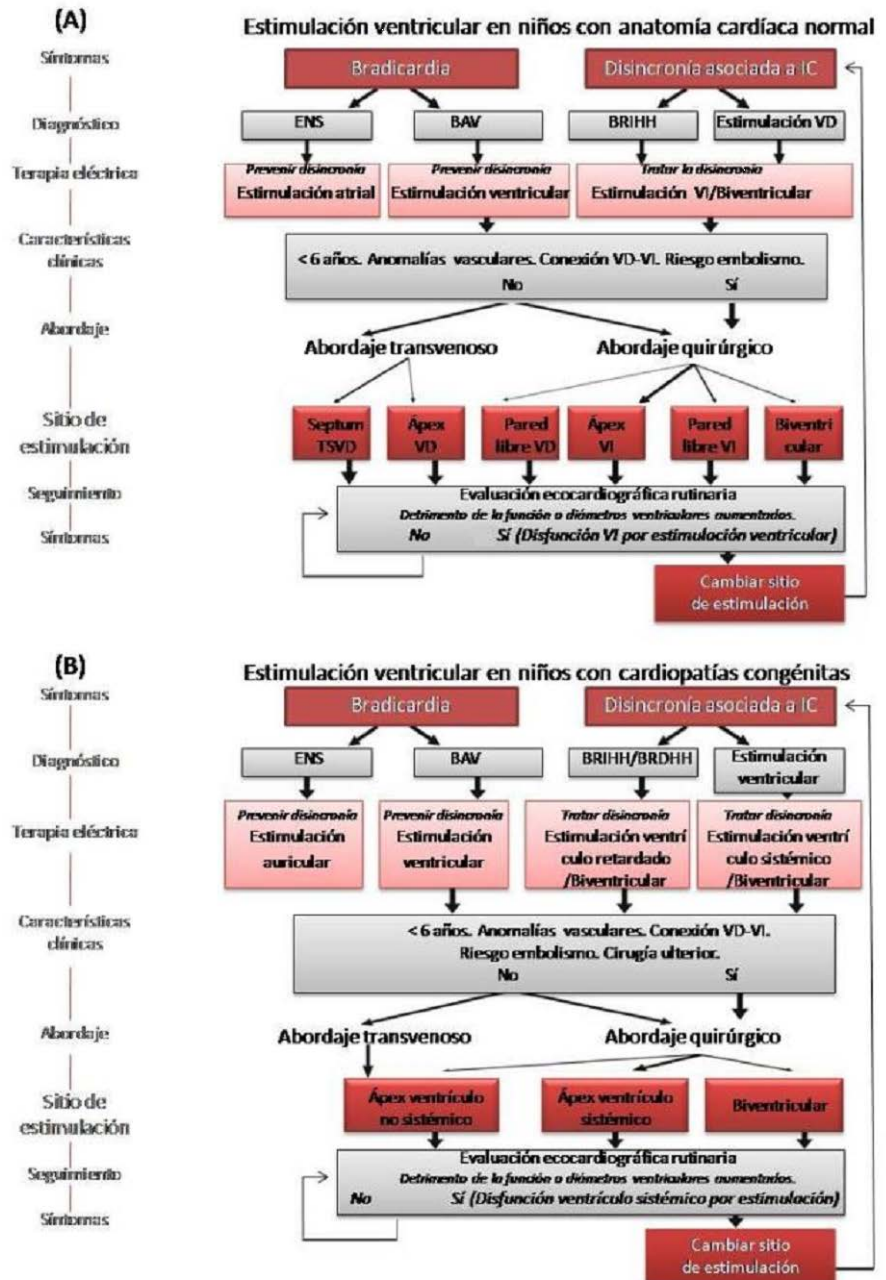 (A)
Estimulación ventricular en niños con anatomía cardíaca normal
Síntomas
Bradicardia
Disincronía asociada a IC
Diagnóstico
ENS
BAV
BRIHH
Estimulación VD
Terapia eléctrica
Prevenir disincronía
Estimulación atrial
Prevenir disincronía
Estimulación ventricular
Tratar la disincronía
Estimulación VI/Biventricular
Características
clínicas
< 6 años. Anomalías vasculares. Conexión VD-VI. Riesgo embolismo.
No
Sí
Abordaje
Abordaje transvenoso
Abordaje quirúrgico
Sitio de
estimulación
Septum
TSVD
Ápex
VD
Pared
libre VD
Ápex
VI
Pared
libre VI
Biventri
cular
Seguimiento
Evaluación ecocardiográfica rutinaria
Detrimento de la función o diámetros ventriculares aumentados.
Síntomas
No
Sí (Disfunción VI por estimulación ventricular)
Cambiar sitio
de estimulación
(B)
Estimulación ventricular en niños con cardiopatías congénitas
Síntomas
Bradicardia
Disincronía asociada a IC
Diagnóstico
ENS
BAV
BRIHH/BRDHH
Estimulación
ventricular
Terapia eléctrica
Prevenir disincronía
Estimulación
auricular
Prevenir disincronía
Estimulación
ventricular
Tratar disincronía
Estimulación ventrí
culo retardado
/Biventricular
Tratar disincronía
Estimulación ventrí
culo sistémico
/Biventricular
Características
clínicas
< 6 años. Anomalías vasculares. Conexión VD-VI.
Riesgo embolismo. Cirugía ulterior.
No
Sí
Abordaje
Abordaje transvenoso
Abordaje quirúrgico
Sitio de
estimulación
Ápex ventrículo
no sistémico
Ápex ventrículo
sistémico
Biventricular
Seguimiento
Evaluación ecocardiográfica rutinaria
Detrimento de la función o diámetros ventriculares aumentados.
Síntomas
No
Sí (Disfunción ventrículo sistémico por estimulación)
Cambiar sitio
de estimulación